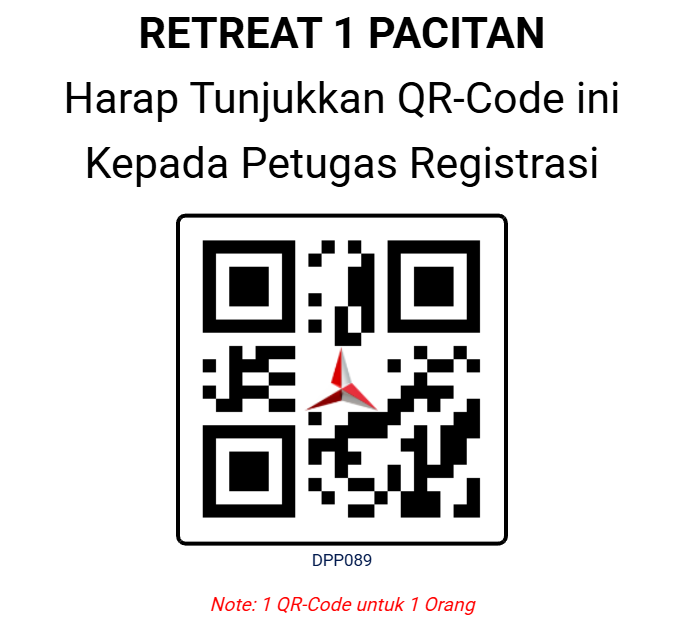 RETREAT 1 PACITAN
Harap Tunjukkan QR-Code ini
Kepada Petugas Registrasi
DPP089
Note: 1 QR-Code untuk 1 Orang